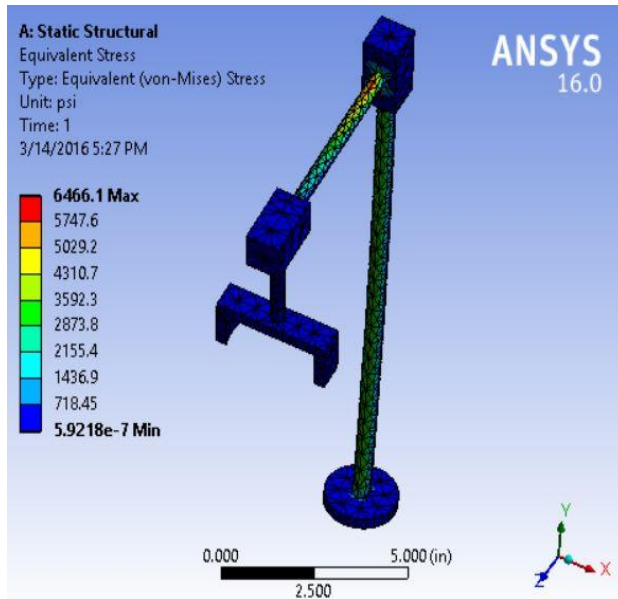 A: Static Structural
Equivalent Stress
Type: Equivalent (von-Mises) Stress
Unit: psi
Time: 1
3/14/2016 5:27 PM
ANSYS
16.0
6466.1 Max
5747.6
5029.2
4310.7
3592.3
2873.8
2155.4
1436.9
718.45
5.9218e-7 Min
0.000
5.000 (in)
2.500
Y
X
Z